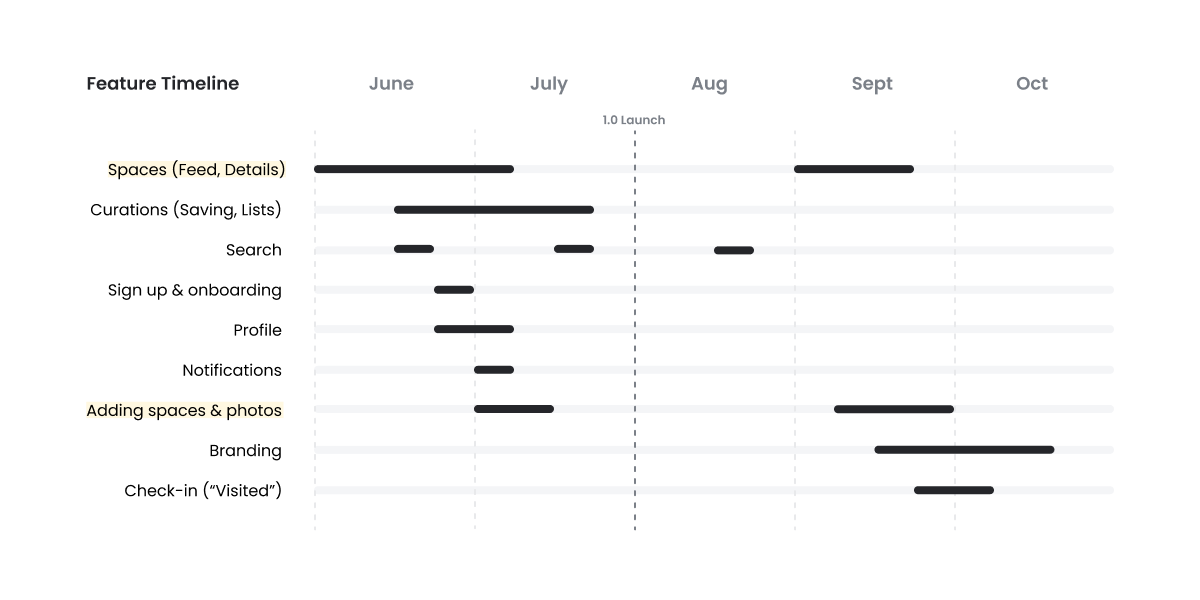 Feature Timeline June July Aug Sept Oct
1.0 Launch
Spaces (Feed, Details)
Curations (Saving, Lists)
Search
Sign up & onboarding
Profile
Notifications
Adding spaces & photos
Branding
Check-in (“Visited”)